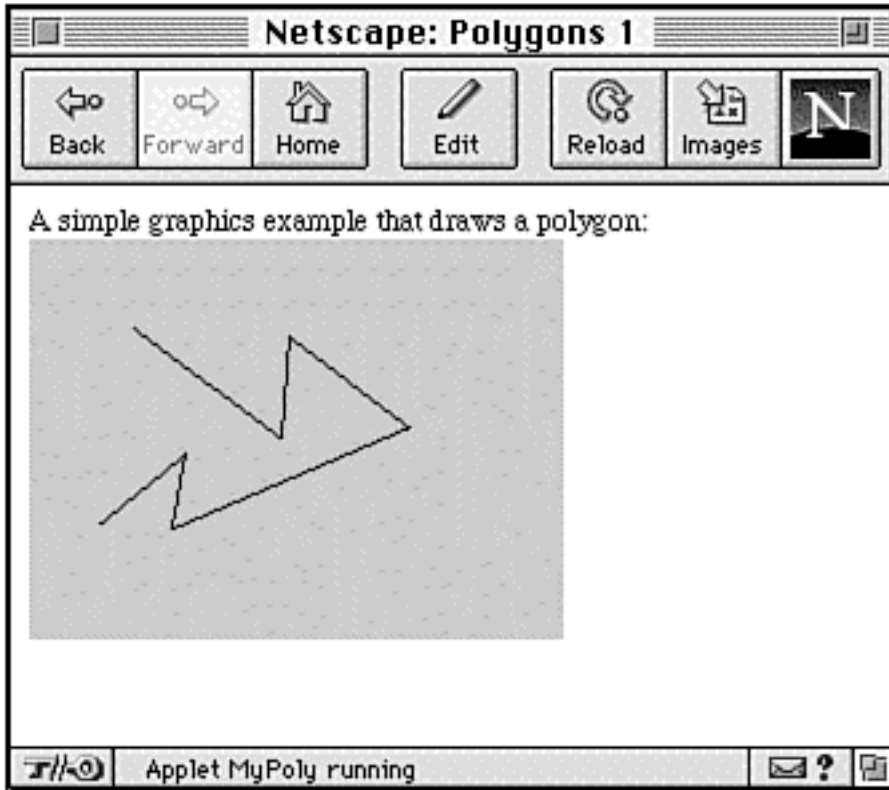 Netscape: Polygons 1
Back Forward Home Edit Reload Images N
A simple graphics example that draws a polygon:
Applet MyPoly running
?